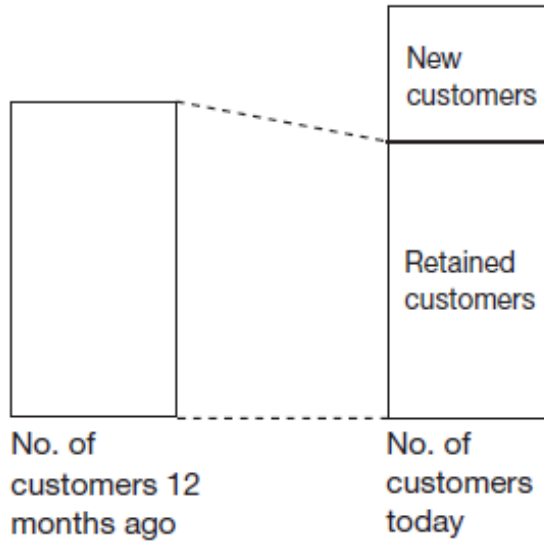 New
customers
Retained
customers
No. of
customers 12
months ago
No. of
customers
today